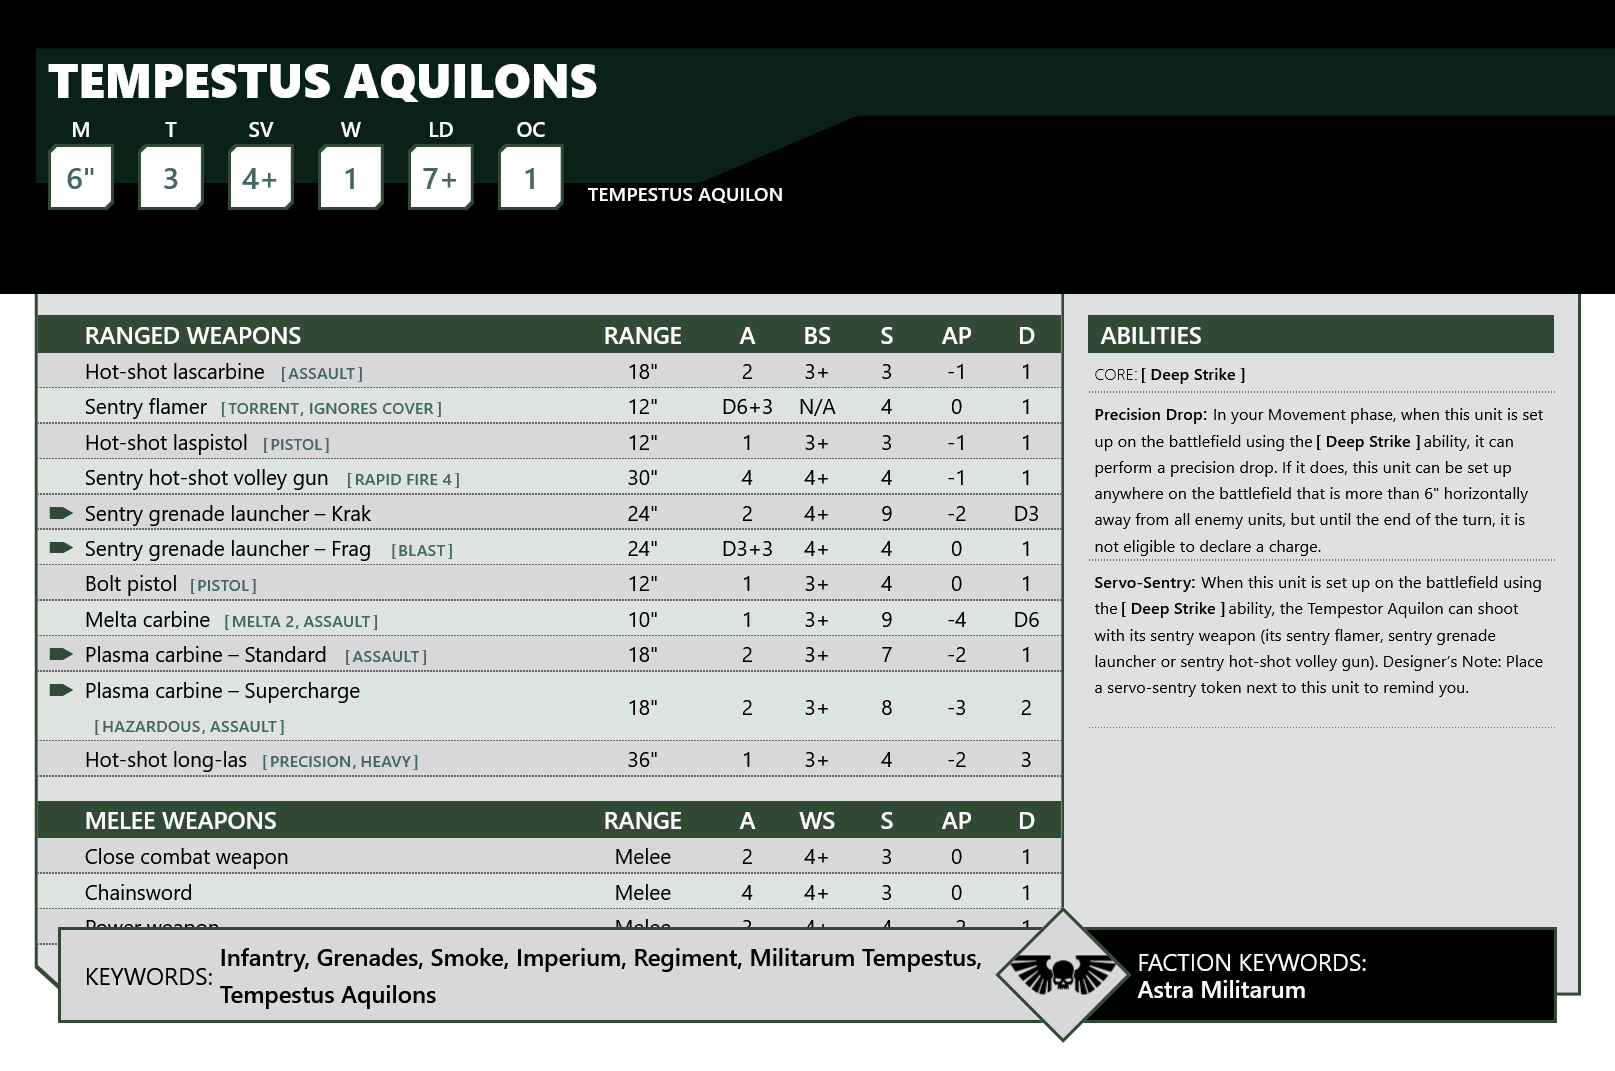 TEMPESTUS AQUILONS
M T SV W LD OC
6" 3 4+ 1 7+ 1
TEMPESTUS AQUILON
RANGED WEAPONS RANGE A BS S AP D
Hot-shot lascarbine [ASSAULT] 18" 2 3+ 3 -1 1
Sentry flamer [TORRENT, IGNORES COVER] 12" D6+3 N/A 4 0 1
Hot-shot laspistol [PISTOL] 12" 1 3+ 3 -1 1
Sentry hot-shot volley gun [RAPID FIRE 4] 30" 4 4+ 4 -1 1
Sentry grenade launcher – Krak 24" 2 4+ 9 -2 D3
Sentry grenade launcher – Frag [BLAST] 24" D3+3 4+ 4 0 1
Bolt pistol [PISTOL] 12" 1 3+ 4 0 1
Melta carbine [MELTA 2, ASSAULT] 10" 1 3+ 9 -4 D6
Plasma carbine – Standard [ASSAULT] 18" 2 3+ 7 -2 1
Plasma carbine – Supercharge
[HAZARDOUS, ASSAULT] 18" 2 3+ 8 -3 2
Hot-shot long-las [PRECISION, HEAVY] 36" 1 3+ 4 -2 3
MELEE WEAPONS RANGE A WS S AP D
Close combat weapon Melee 2 4+ 3 0 1
Chainsword Melee 4 4+ 3 0 1
Power weapon Melee
ABILITIES
CORE: [ Deep Strike ]
Precision Drop: In your Movement phase, when this unit is set
up on the battlefield using the [ Deep Strike ] ability, it can
perform a precision drop. If it does, this unit can be set up
anywhere on the battlefield that is more than 6" horizontally
away from all enemy units, but until the end of the turn, it is
not eligible to declare a charge.
Servo-Sentry: When this unit is set up on the battlefield using
the [ Deep Strike ] ability, the Tempestor Aquilon can shoot
with its sentry weapon (its sentry flamer, sentry grenade
launcher or sentry hot-shot volley gun). Designer’s Note: Place
a servo-sentry token next to this unit to remind you.
KEYWORDS: Infantry, Grenades, Smoke, Imperium, Regiment, Militarum Tempestus,
Tempestus Aquilons
FACTION KEYWORDS:
Astra Militarum